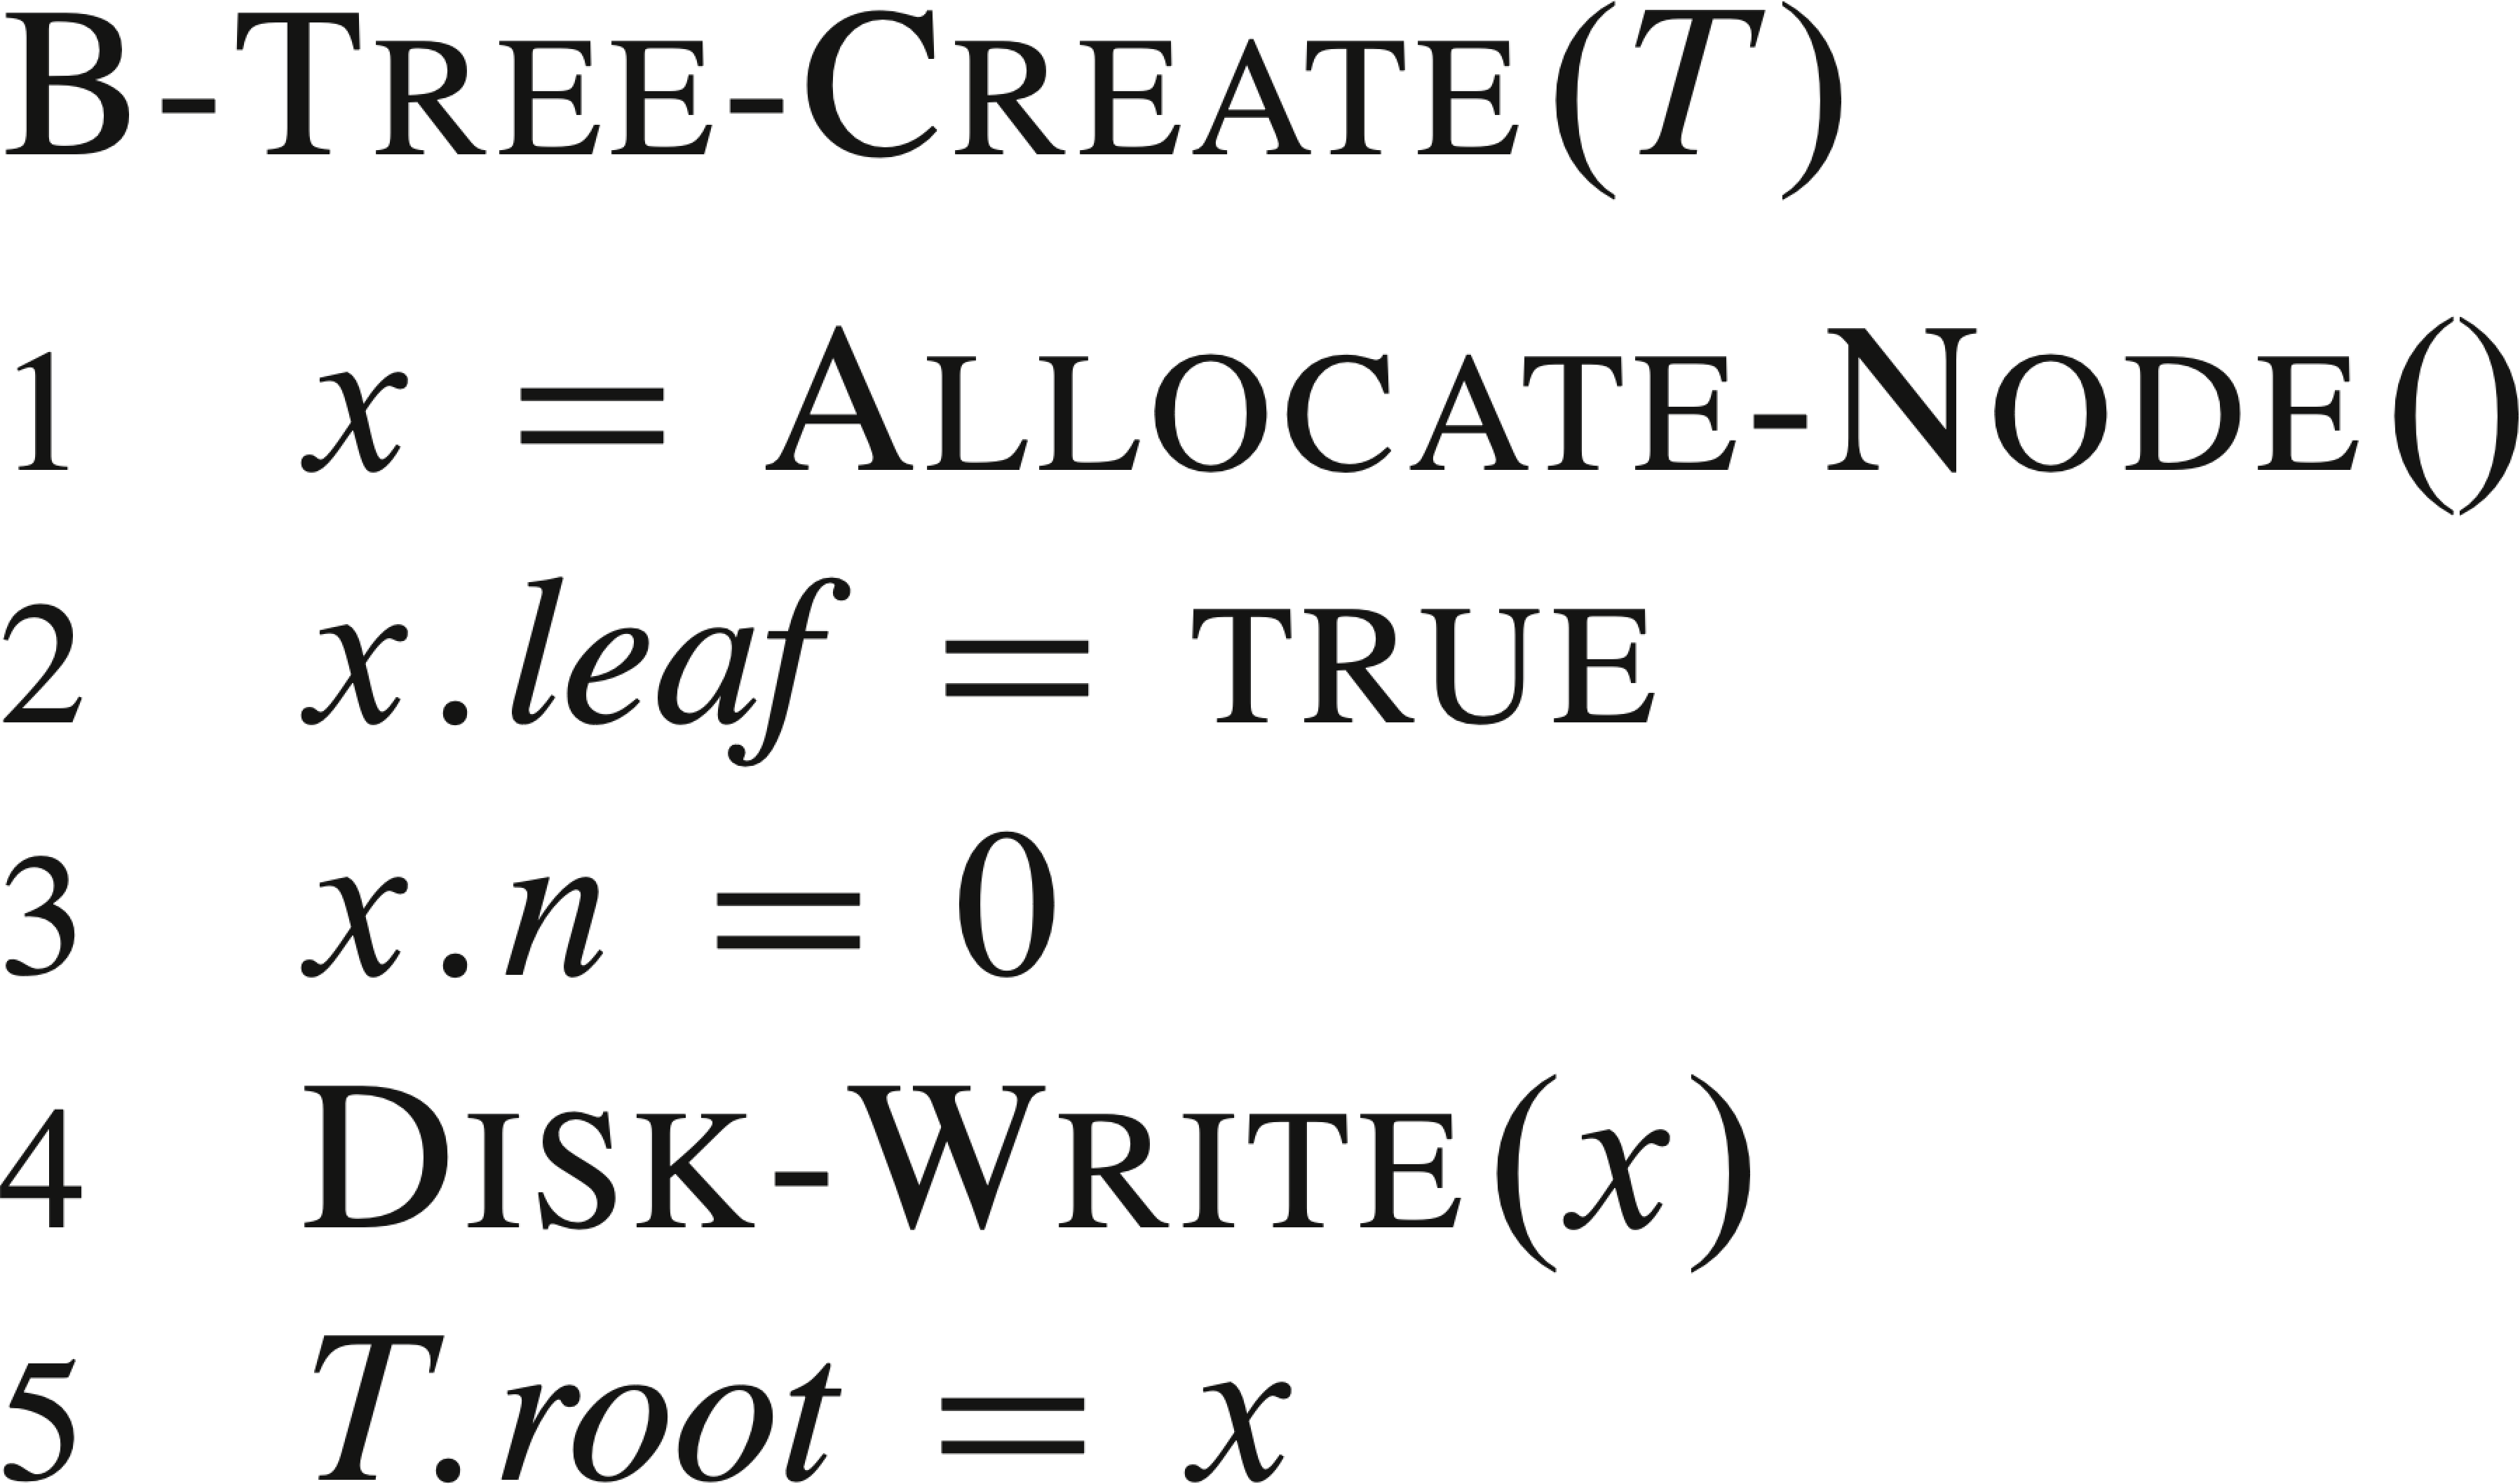 B-TREE-CREATE(T)
1 x = ALLOCATE-NODE()
2 x.leaf = TRUE
3 x.n = 0
4 DISK-WRITE(x)
5 T.root = x